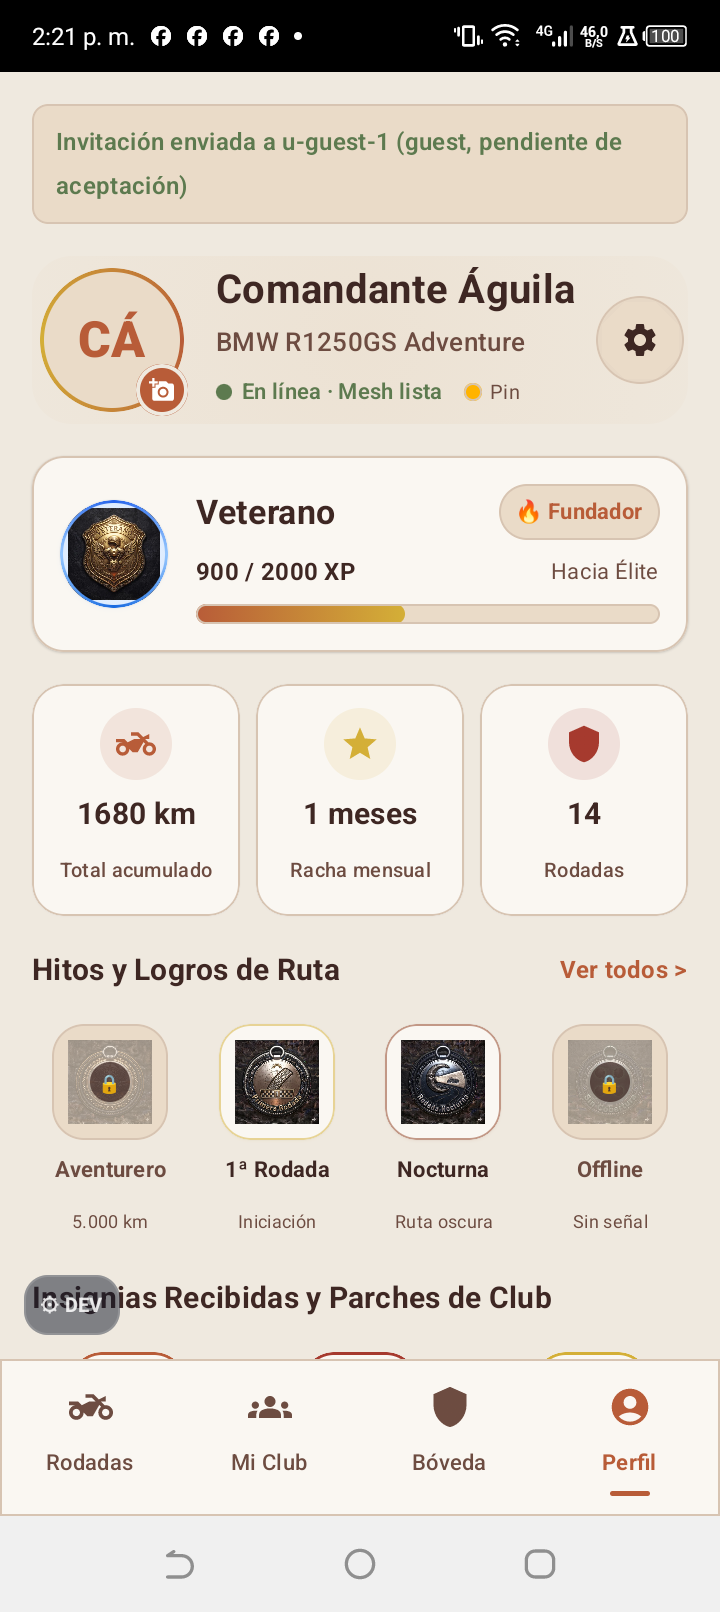 2:21 p. m.
4G
46,0
B/S
100
Invitación enviada a u-guest-1 (guest, pendiente de
aceptación)
CÁ
Comandante Águila
BMW R1250GS Adventure
En línea · Mesh lista
Pin
Veterano
🔥 Fundador
900 / 2000 XP
Hacia Élite
1680 km
1 meses
14
Total acumulado
Racha mensual
Rodadas
Hitos y Logros de Ruta
Ver todos >
Aventurero
1ª Rodada
Nocturna
Offline
5.000 km
Iniciación
Ruta oscura
Sin señal
Insignias Recibidas y Parches de Club
DEV
Rodadas
Mi Club
Bóveda
Perfil